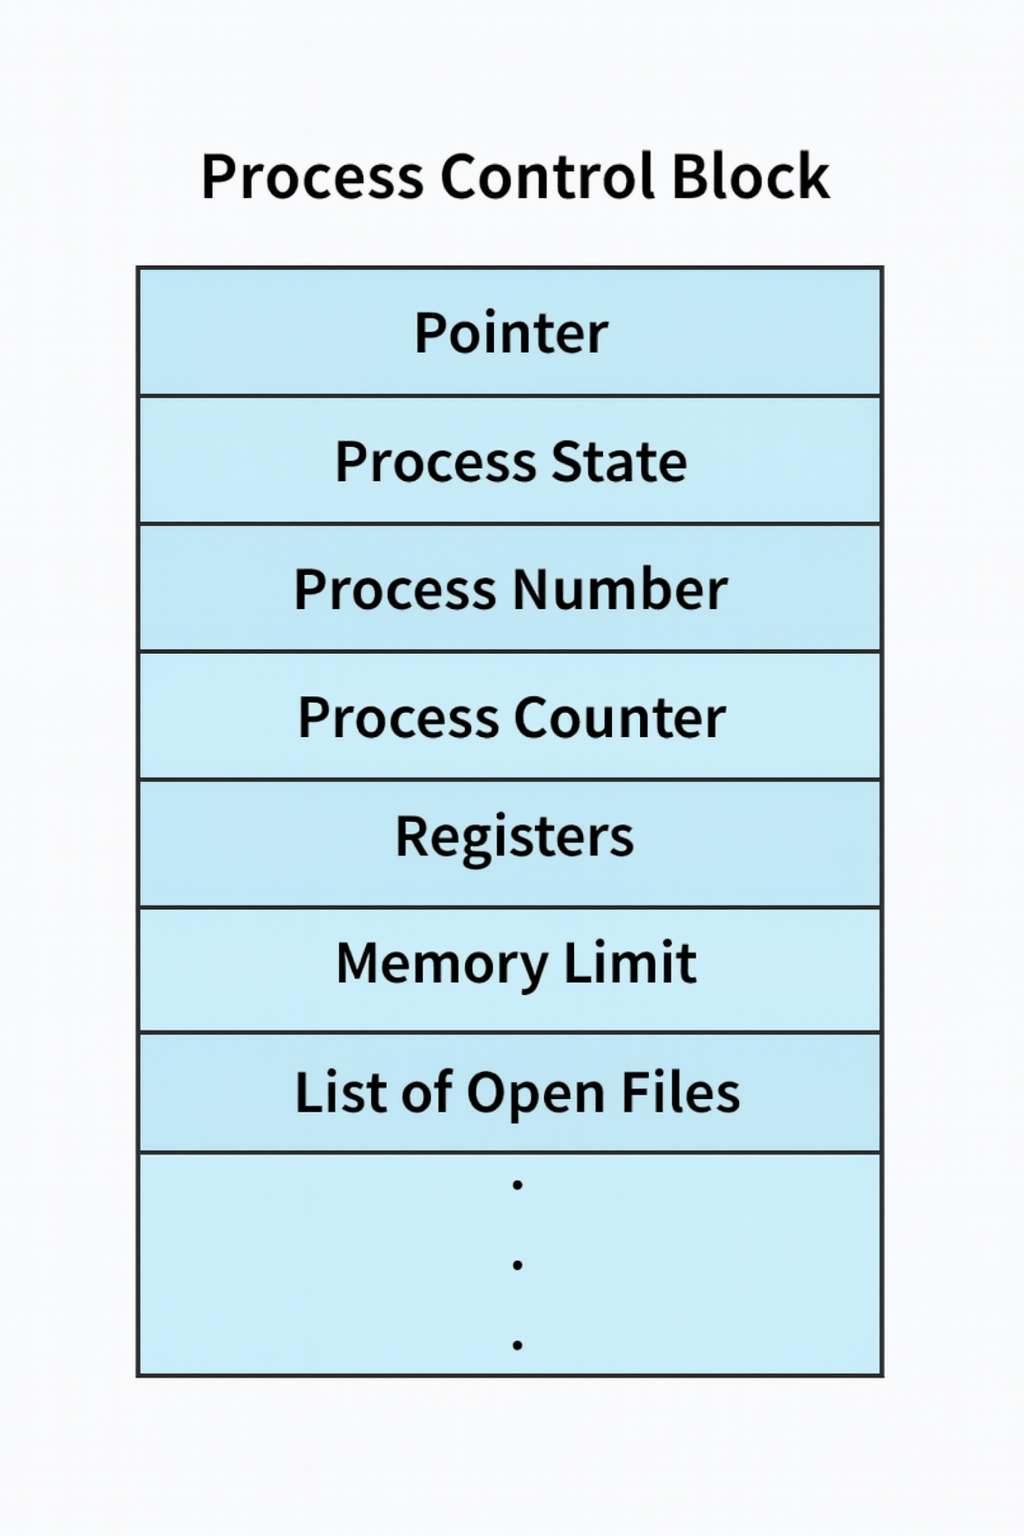 Process Control Block
Pointer
Process State
Process Number
Process Counter
Registers
Memory Limit
List of Open Files
.
.
.